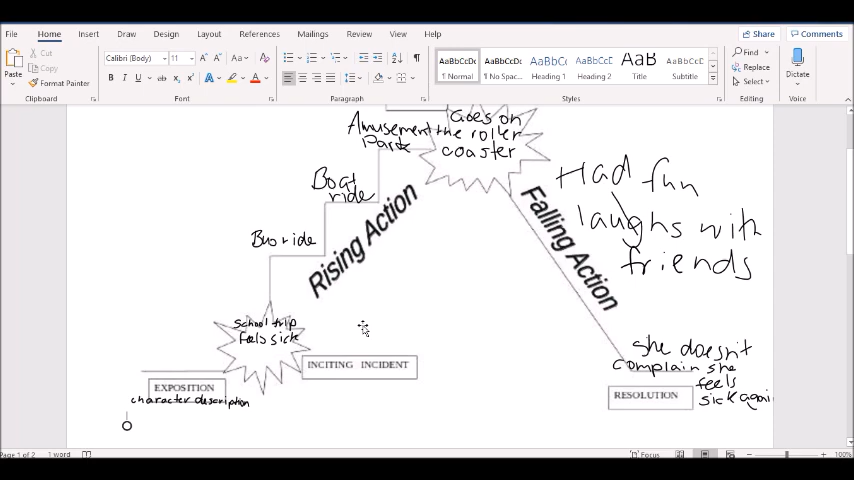 File Home Insert Draw Design Layout References Mailings Review View Help Share Comments
Cut
Copy
Format Painter
Paste
Clipboard
Calibri (Body) 11
Font
Paragraph
AaBbCcDc AaBbCcDc AaBbCc AaBbCc AaB AaBbCcD
¶ Normal ¶ No Spac... Heading 1 Heading 2 Title Subtitle
Styles
Find
Replace
Select
Editing
Dictate
Voice
Goes on
the roller
coaster
Amusement
Park
Boat
ride
Bus ride
Rising Action
Falling Action
Had fun
laughs with
friends
School trip
feels sick
INCITING INCIDENT
EXPOSITION
character description
she doesn't
complain she
feels
sick again
RESOLUTION
Page 1 of 2 1 word Focus 100%